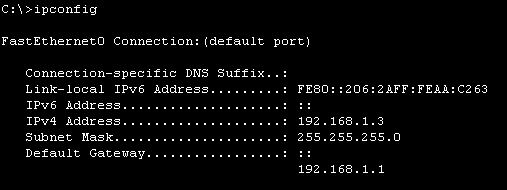 C:\>ipconfig
FastEthernet0 Connection:(default port)
Connection-specific DNS Suffix..:
Link-local IPv6 Address.........: FE80::206:2AFF:FEAA:C263
IPv6 Address....................: ::
IPv4 Address....................: 192.168.1.3
Subnet Mask.....................: 255.255.255.0
Default Gateway.................: ::
192.168.1.1